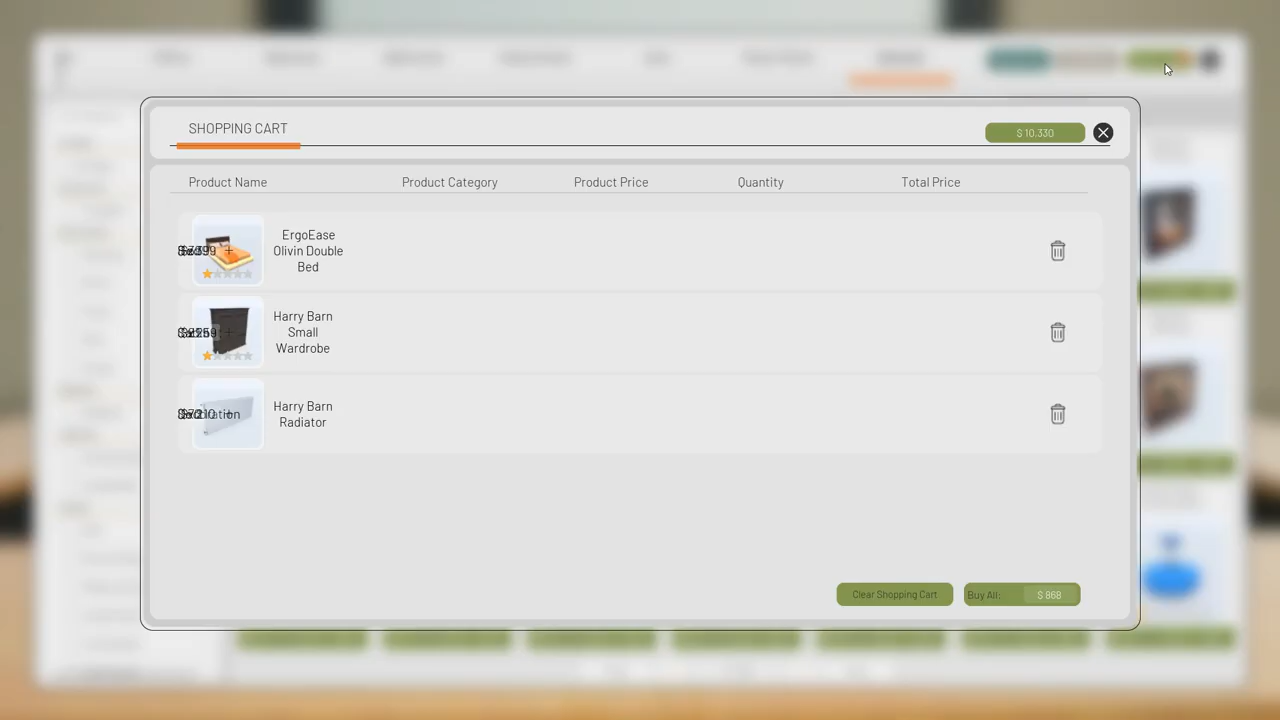 SHOPPING CART
$ 10.330
Product Name Product Category Product Price Quantity Total Price
ErgoEase
Olivin Double
Bed
Harry Barn
Small
Wardrobe
Harry Barn
Radiator
Clear Shopping Cart
Buy All: $ 868